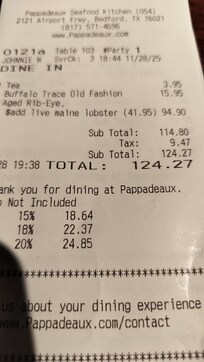 Pappadeaux Seafood Kitchen (054)
2121 Airport Frwy, Bedford, TX 76021
(817) 571-4696
www.Pappadeaux.com
0121a Table 103 #Party 1
JOHNNIE W SvrCk: 3 18:44 11/28/25
DINE IN
Tea 3.95
Buffalo Trace Old Fashion 15.95
Aged Rib-Eye,
$add live maine lobster (41.95) 94.90
Sub Total: 114.80
Tax: 9.47
Sub Total: 124.27
28 19:38 TOTAL: 124.27
ank you for dining at Pappadeaux.
Not Included
15% 18.64
18% 22.37
20% 24.85
us about your dining experience
www.Pappadeaux.com/contact